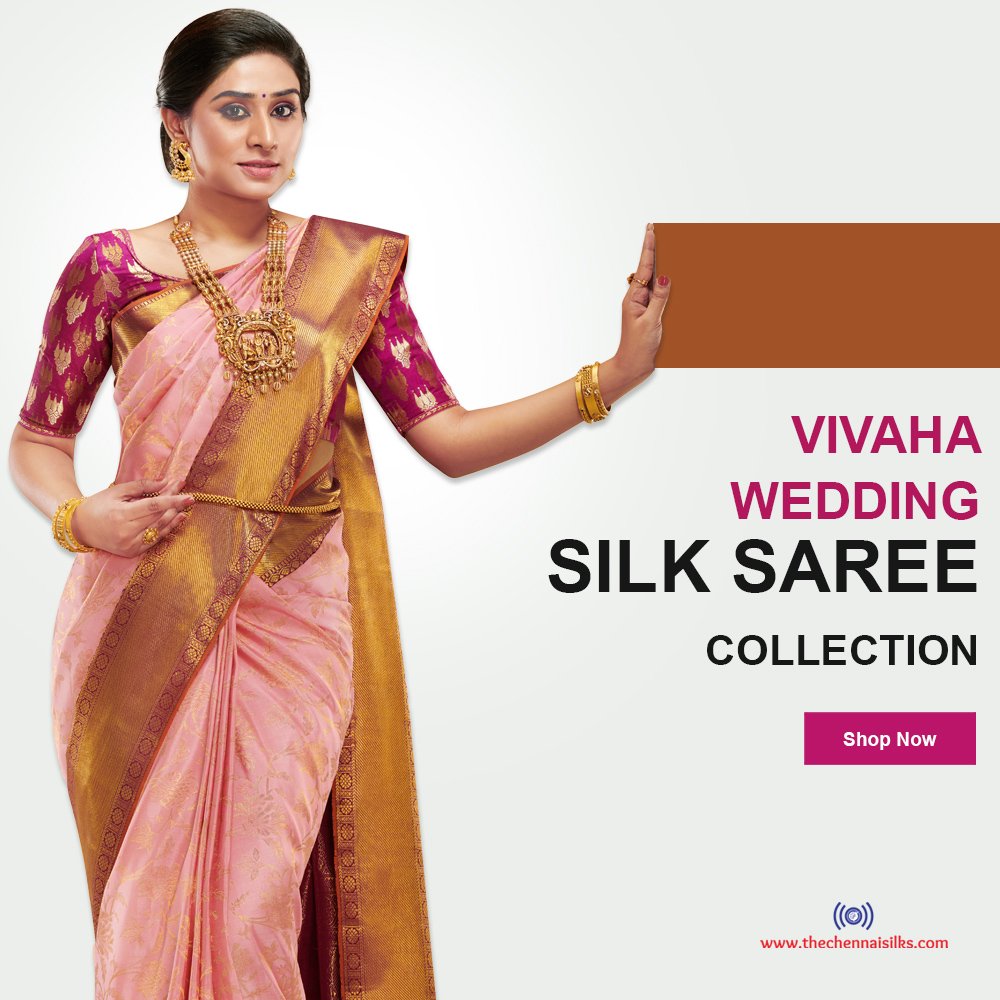 VIVAHA
WEDDING
SILK SAREE
COLLECTION
Shop Now
www.thechennaisilks.com